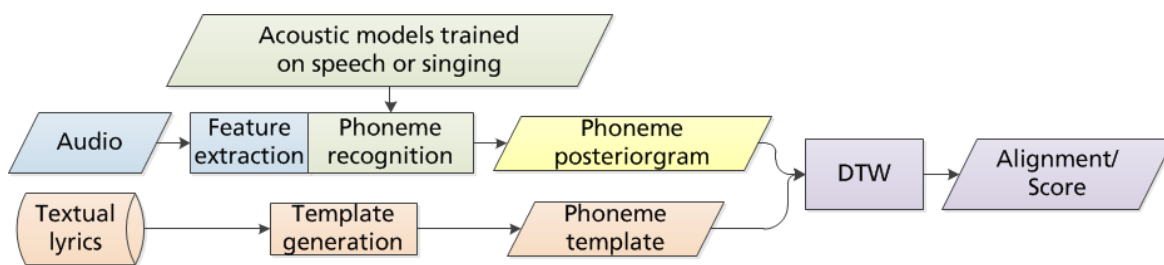 Acoustic models trained
on speech or singing
Audio
Feature
extraction
Phoneme
recognition
Phoneme
posteriorgram
DTW
Alignment/
Score
Textual
lyrics
Template
generation
Phoneme
template